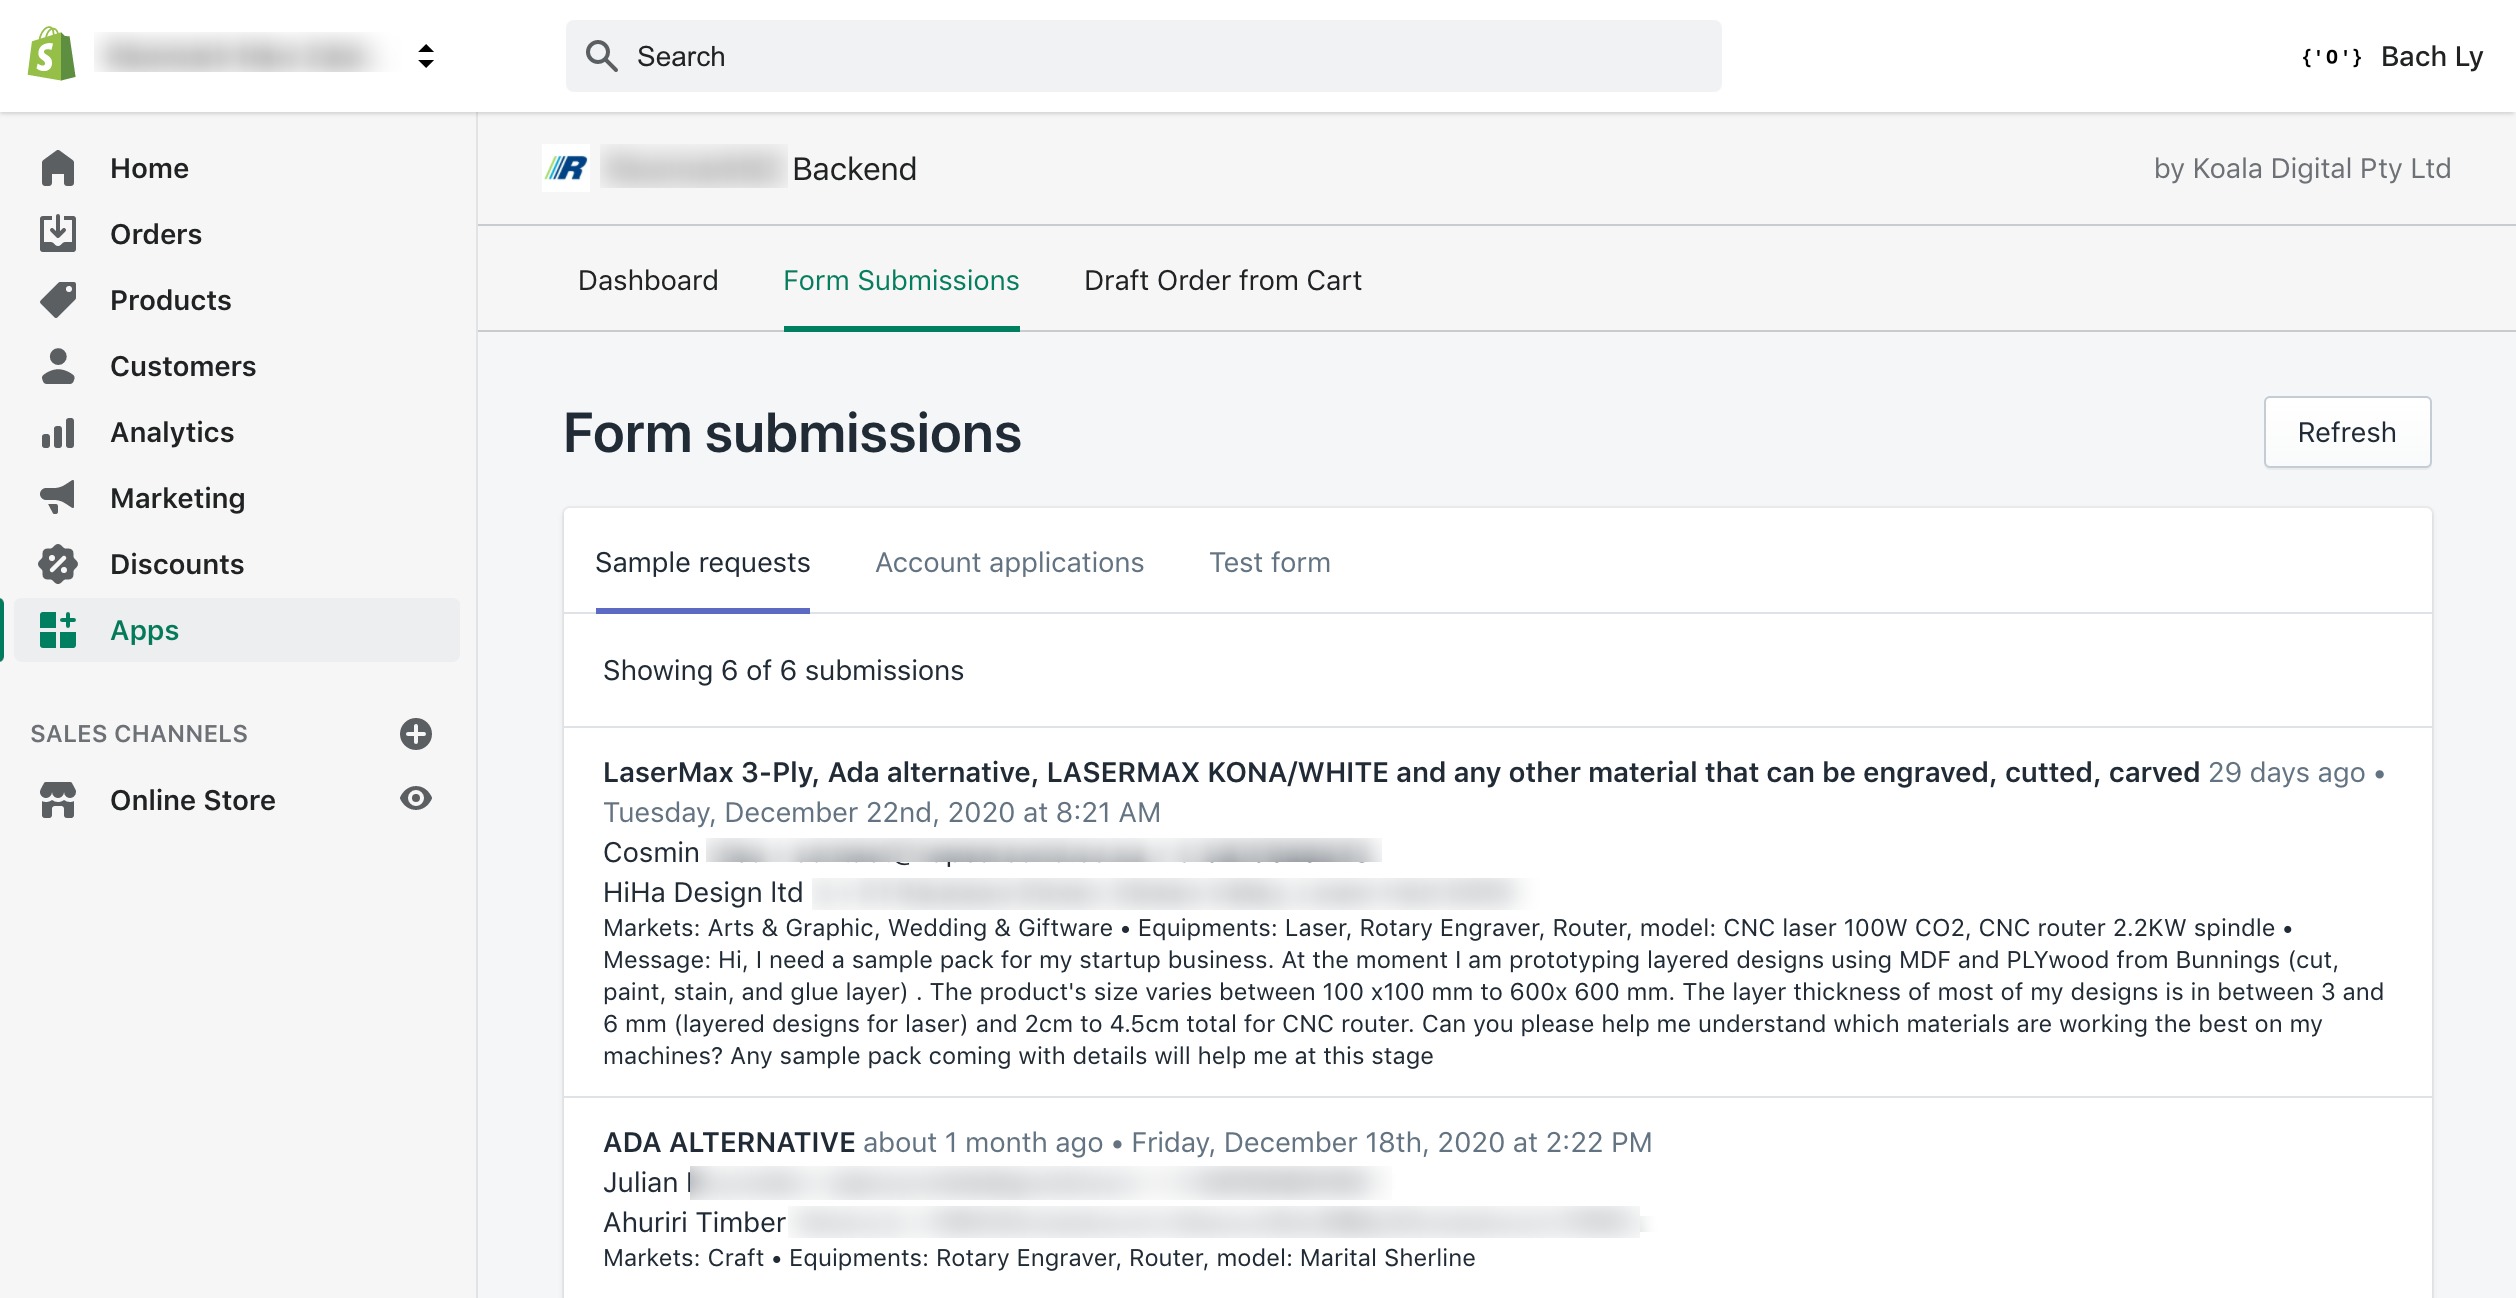 Search
{'0'} Bach Ly
Home
Orders
Products
Customers
Analytics
Marketing
Discounts
Apps
SALES CHANNELS
Online Store
R
Backend
by Koala Digital Pty Ltd
Dashboard Form Submissions Draft Order from Cart
Form submissions
Refresh
Sample requests Account applications Test form
Showing 6 of 6 submissions
LaserMax 3-Ply, Ada alternative, LASERMAX KONA/WHITE and any other material that can be engraved, cutted, carved 29 days ago •
Tuesday, December 22nd, 2020 at 8:21 AM
Cosmin
HiHa Design ltd
Markets: Arts & Graphic, Wedding & Giftware • Equipments: Laser, Rotary Engraver, Router, model: CNC laser 100W CO2, CNC router 2.2KW spindle •
Message: Hi, I need a sample pack for my startup business. At the moment I am prototyping layered designs using MDF and PLYwood from Bunnings (cut,
paint, stain, and glue layer) . The product's size varies between 100 x100 mm to 600x 600 mm. The layer thickness of most of my designs is in between 3 and
6 mm (layered designs for laser) and 2cm to 4.5cm total for CNC router. Can you please help me understand which materials are working the best on my
machines? Any sample pack coming with details will help me at this stage
ADA ALTERNATIVE about 1 month ago • Friday, December 18th, 2020 at 2:22 PM
Julian
Ahuriri Timber
Markets: Craft • Equipments: Rotary Engraver, Router, model: Marital Sherline